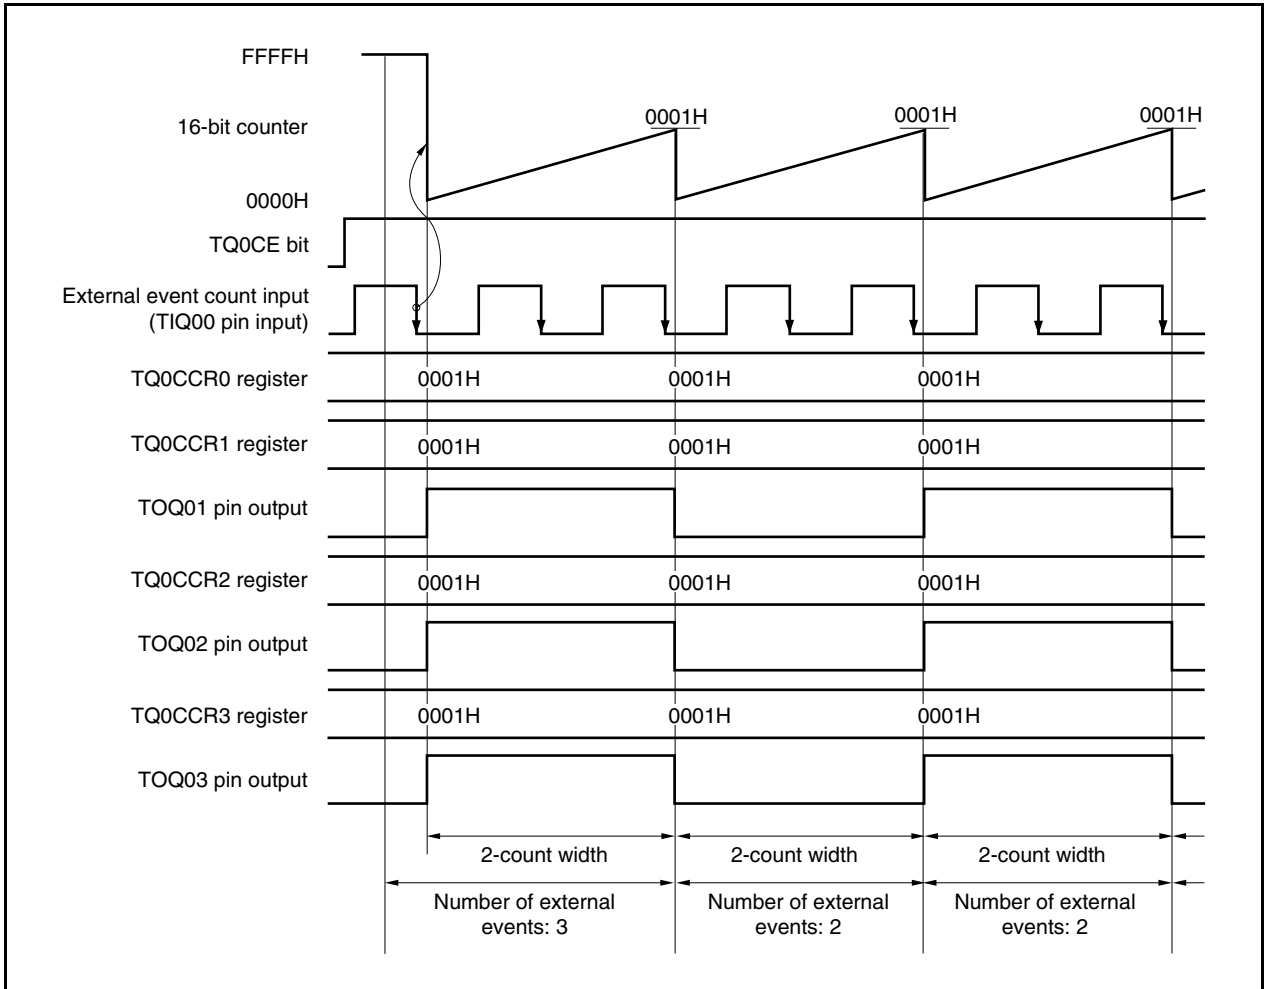 FFFFH
0001H 0001H 0001H
16-bit counter
0000H
TQ0CE bit
External event count input
(TIQ00 pin input)
TQ0CCR0 register 0001H 0001H 0001H
TQ0CCR1 register 0001H 0001H 0001H
TOQ01 pin output
TQ0CCR2 register 0001H 0001H 0001H
TOQ02 pin output
TQ0CCR3 register 0001H 0001H 0001H
TOQ03 pin output
2-count width 2-count width 2-count width
Number of external Number of external Number of external
events: 3 events: 2 events: 2